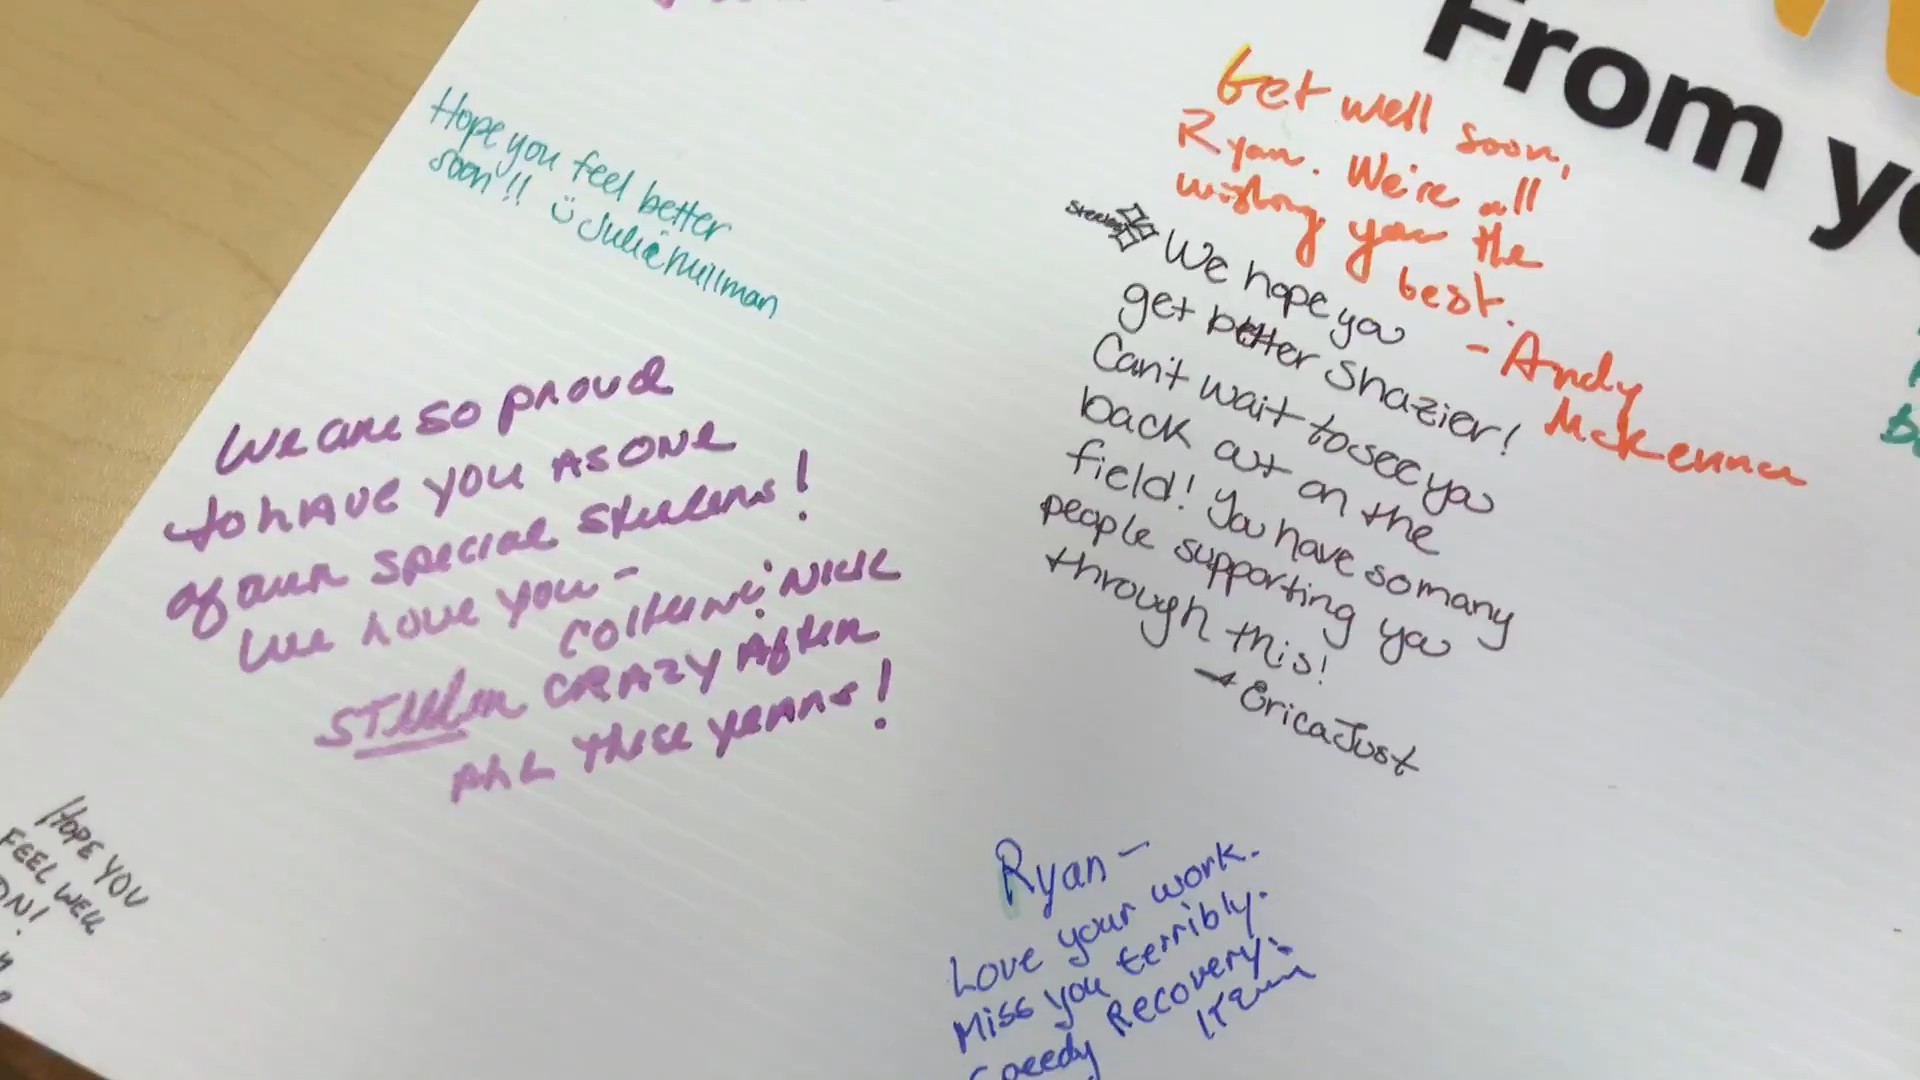 From
Hope you feel better
soon!! Julie Millman
Get well soon,
Ryan. We're all
wishing you the
best.
- Andy
McKenna
We hope you
get better Shazier!
Can't wait to see you
back out on the
field! You have so many
people supporting you
through this!
Erica Just
We are so proud
to have you as one
of our special Steelers!
We love you -
Nick
STEELER CRAZY AFTER
ALL these years!
HOPE YOU
FEEL WELL
Ryan -
Love your work.
Miss you terribly.
Speedy Recovery.